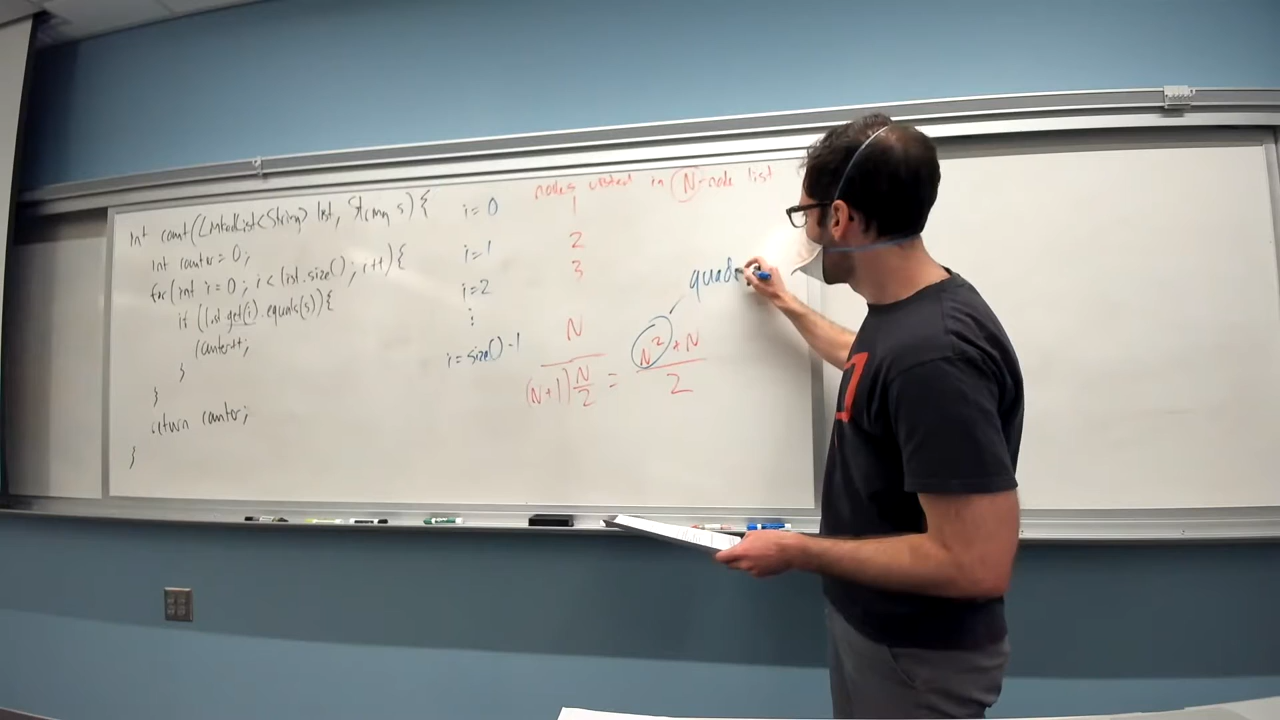 int count(LinkedList<String> list, String s) {
int counter = 0;
for(int i = 0; i < list.size(); i++) {
if (list.get(i).equals(s)) {
counter++;
}
}
return counter;
}
i=0
i=1
i=2
⋮
i=size()-1
nodes visited in N-node list
1
2
3
N
(N+1) N/2 = N²+N/2
quad